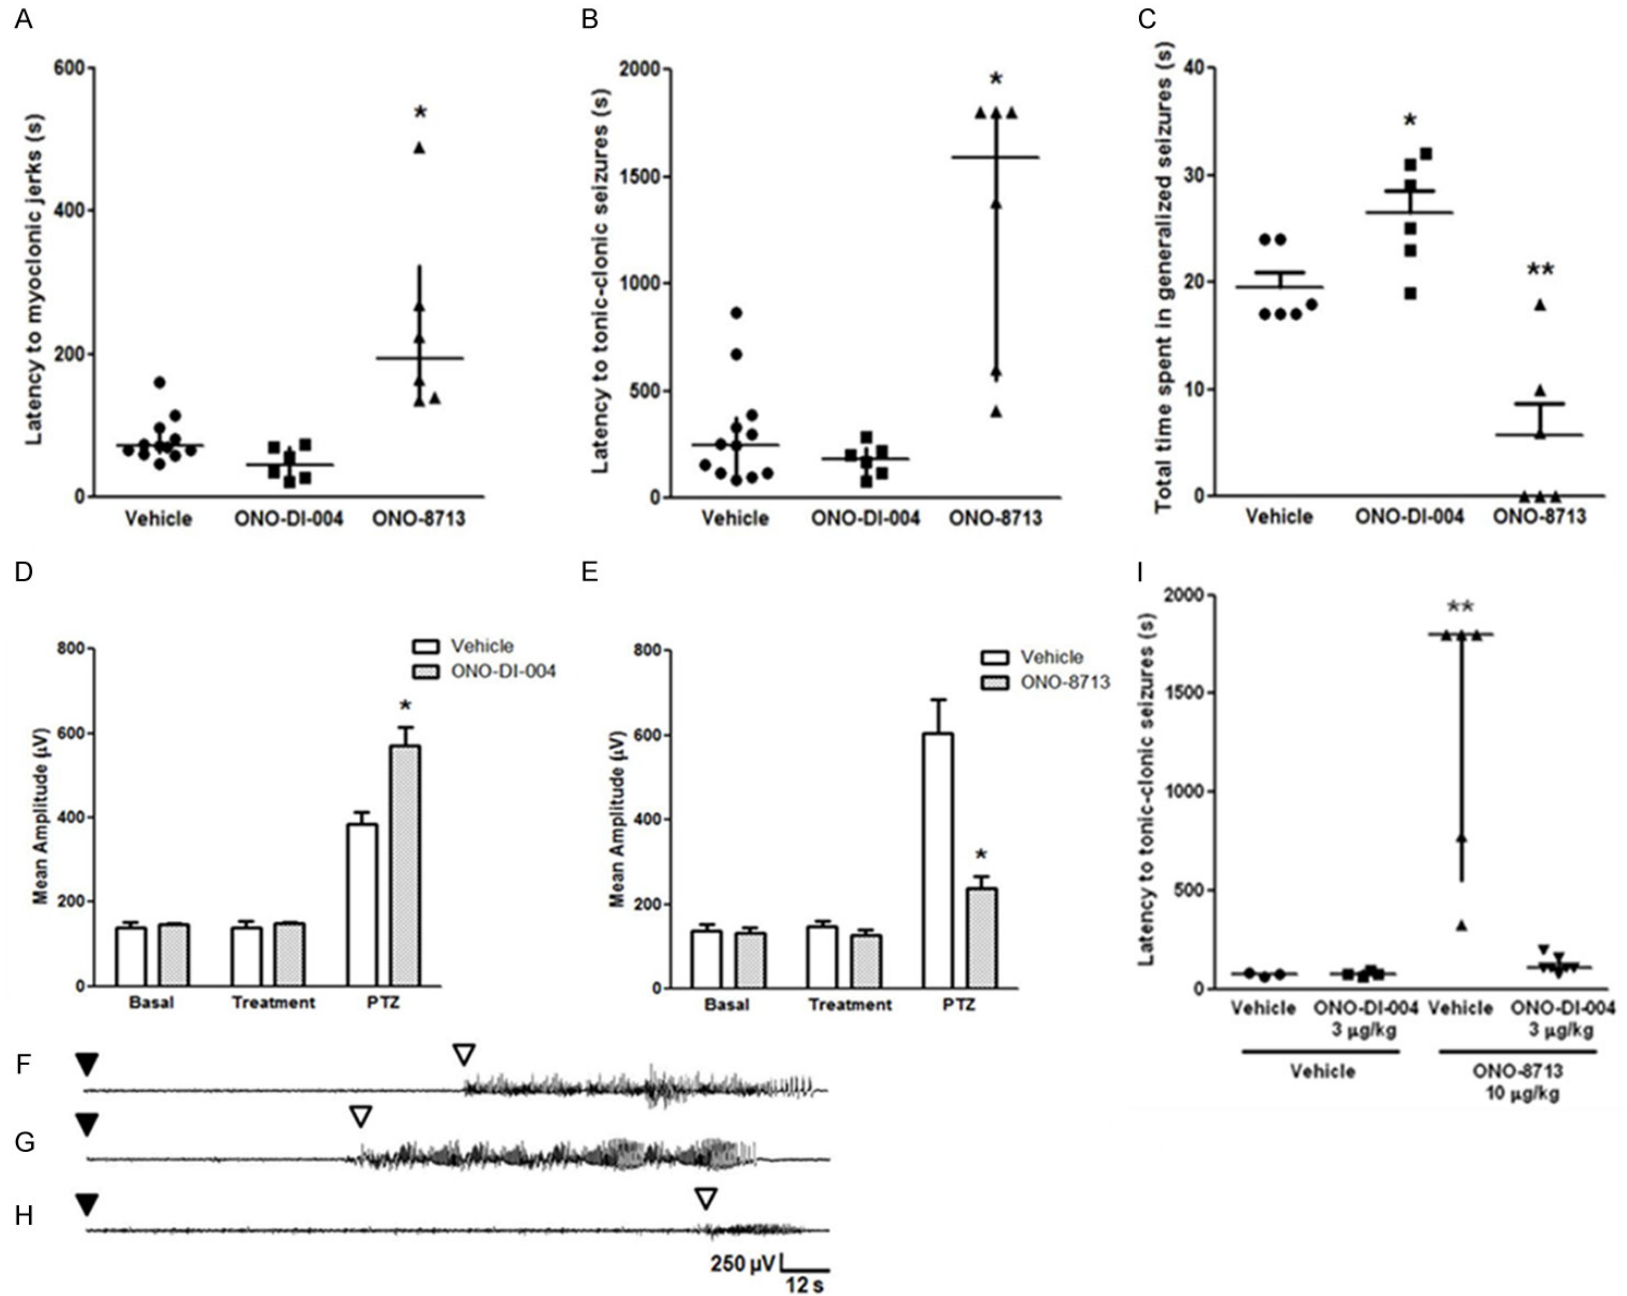 A
Latency to myoclonic jerks (s)
600
400
200
0
*
Vehicle ONO-DI-004 ONO-8713
B
Latency to tonic-clonic seizures (s)
2000
1500
1000
500
0
*
Vehicle ONO-DI-004 ONO-8713
C
Total time spent in generalized seizures (s)
40
30
20
10
0
*
**
Vehicle ONO-DI-004 ONO-8713
D
Mean Amplitude (µV)
800
600
400
200
0
Vehicle
ONO-DI-004
*
Basal Treatment PTZ
E
Mean Amplitude (µV)
800
600
400
200
0
Vehicle
ONO-8713
*
Basal Treatment PTZ
I
Latency to tonic-clonic seizures (s)
2000
1500
1000
500
0
**
Vehicle ONO-DI-004 Vehicle ONO-DI-004
3 µg/kg 3 µg/kg
Vehicle ONO-8713
10 µg/kg
F
G
H
250 µV
12 s